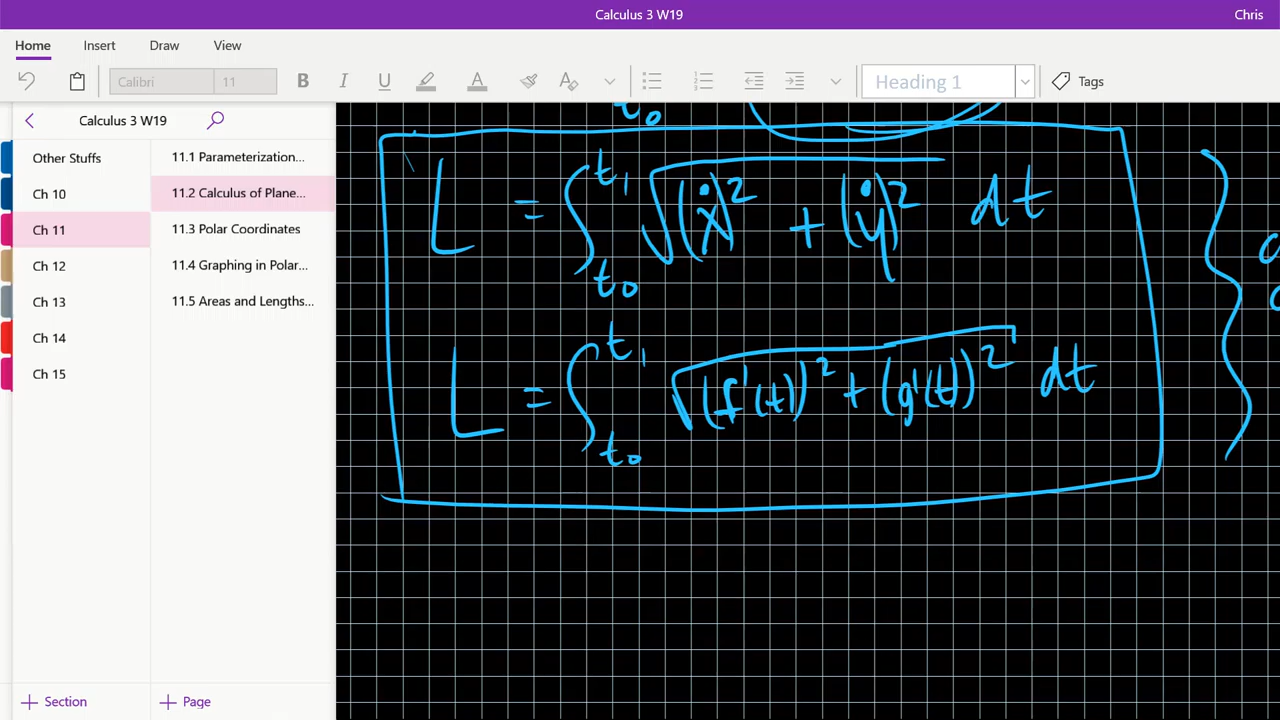 Calculus 3 W19
Chris
Home Insert Draw View
Calibri 11 B I U A A Heading 1 Tags
Calculus 3 W19
Other Stuffs
Ch 10
Ch 11
Ch 12
Ch 13
Ch 14
Ch 15
11.1 Parameterization...
11.2 Calculus of Plane...
11.3 Polar Coordinates
11.4 Graphing in Polar...
11.5 Areas and Lengths...
Section
Page
t₀
L = ∫_{t₀}^{t₁} √((ẋ)² + (ẏ)²) dt
L = ∫_{t₀}^{t₁} √((f'(t))² + (g'(t))²) dt